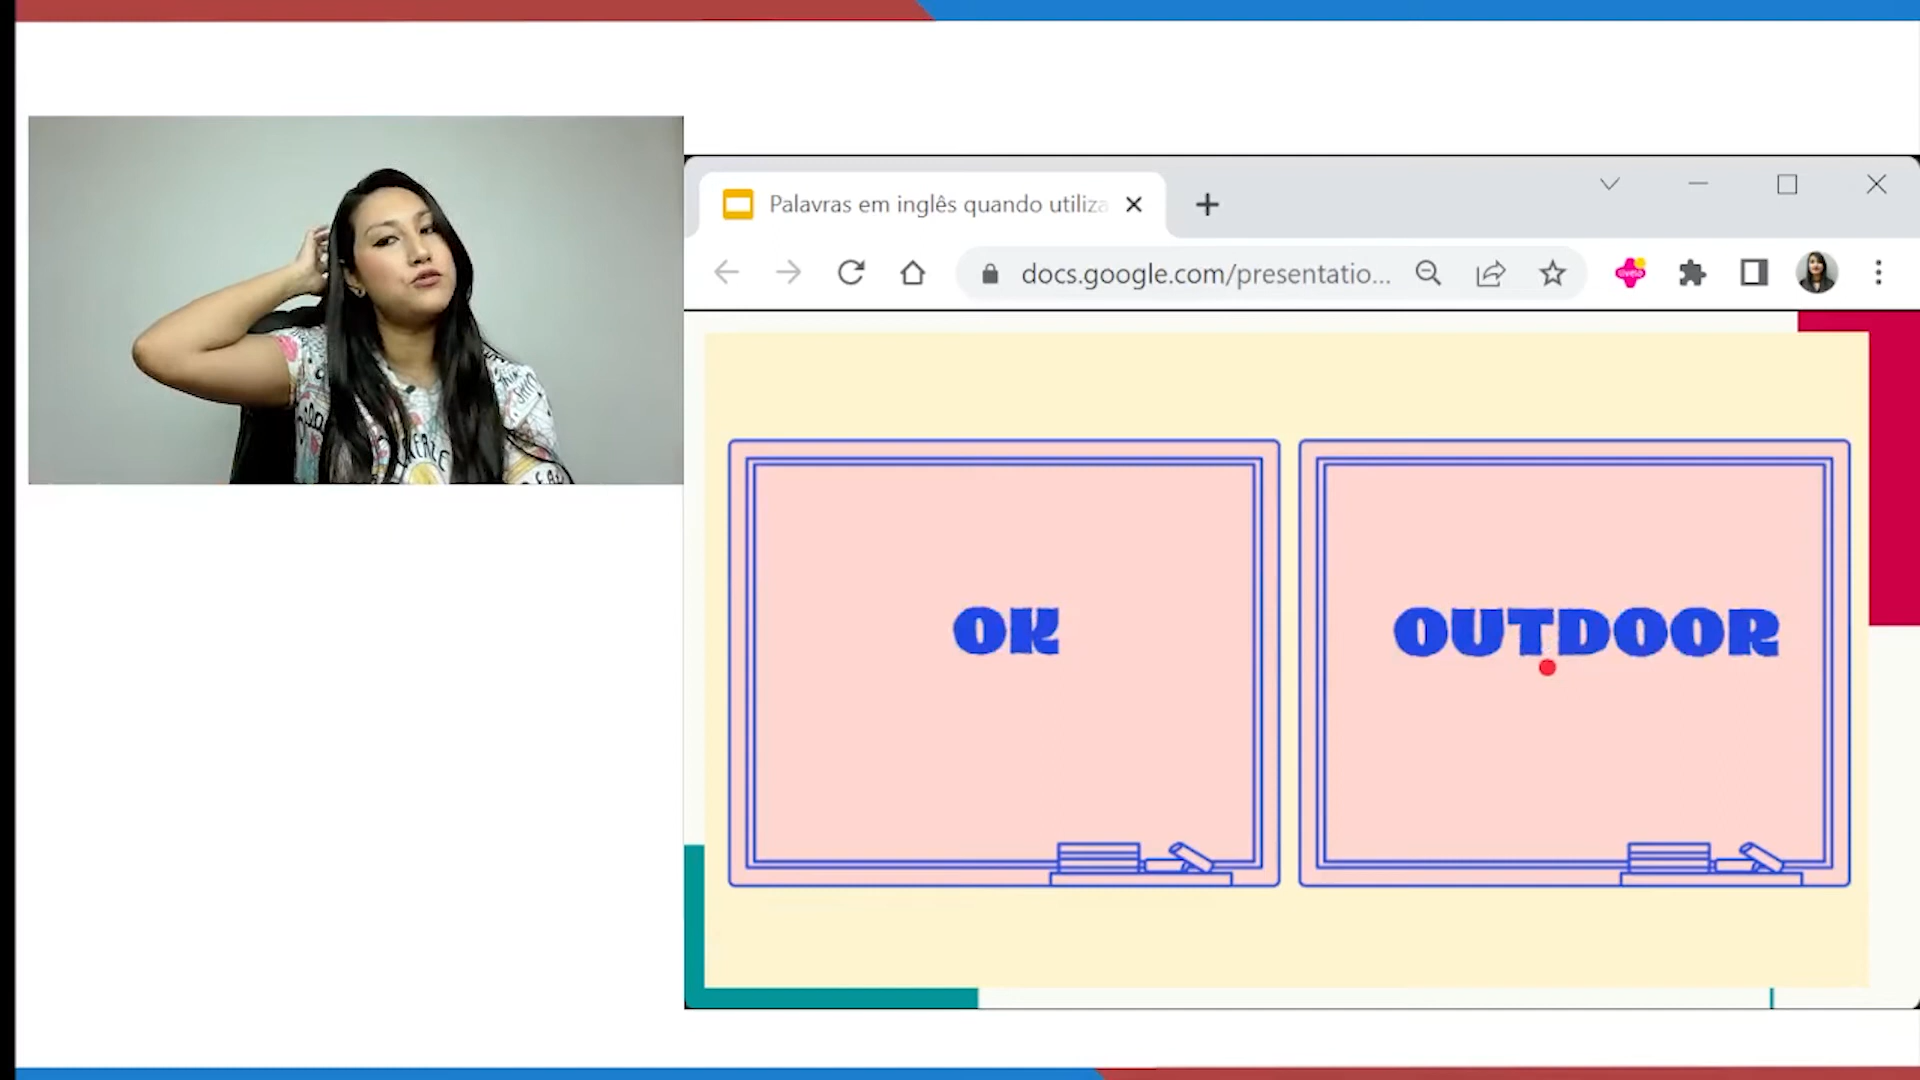 Palavras em inglês quando utiliza
docs.google.com/presentatio...
OK
OUTDOOR